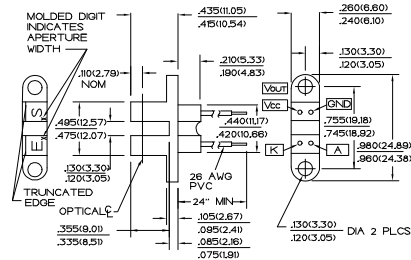 MOLDED DIGIT
INDICATES
APERTURE
WIDTH
.435(11.05)
.415(10.54)
.260(6.60)
.240(6.10)
.210(5.33)
.190(4.83)
.110(2.79)
NOM
.130(3.30)
.120(3.05)
VOUT
VCC
GND
S
E
.495(12.57)
.475(12.07)
.440(11.17)
.420(10.66)
.755(19.18)
.745(18.92)
.980(24.89)
.960(24.38)
K
A
.130(3.30)
.120(3.05)
26 AWG
PVC
TRUNCATED
EDGE
OPTICAL ℄
24" MIN
.105(2.67)
.095(2.41)
.355(9.01)
.335(8.51)
.085(2.16)
.075(1.91)
.130(3.30)
.120(3.05)
DIA 2 PLCS